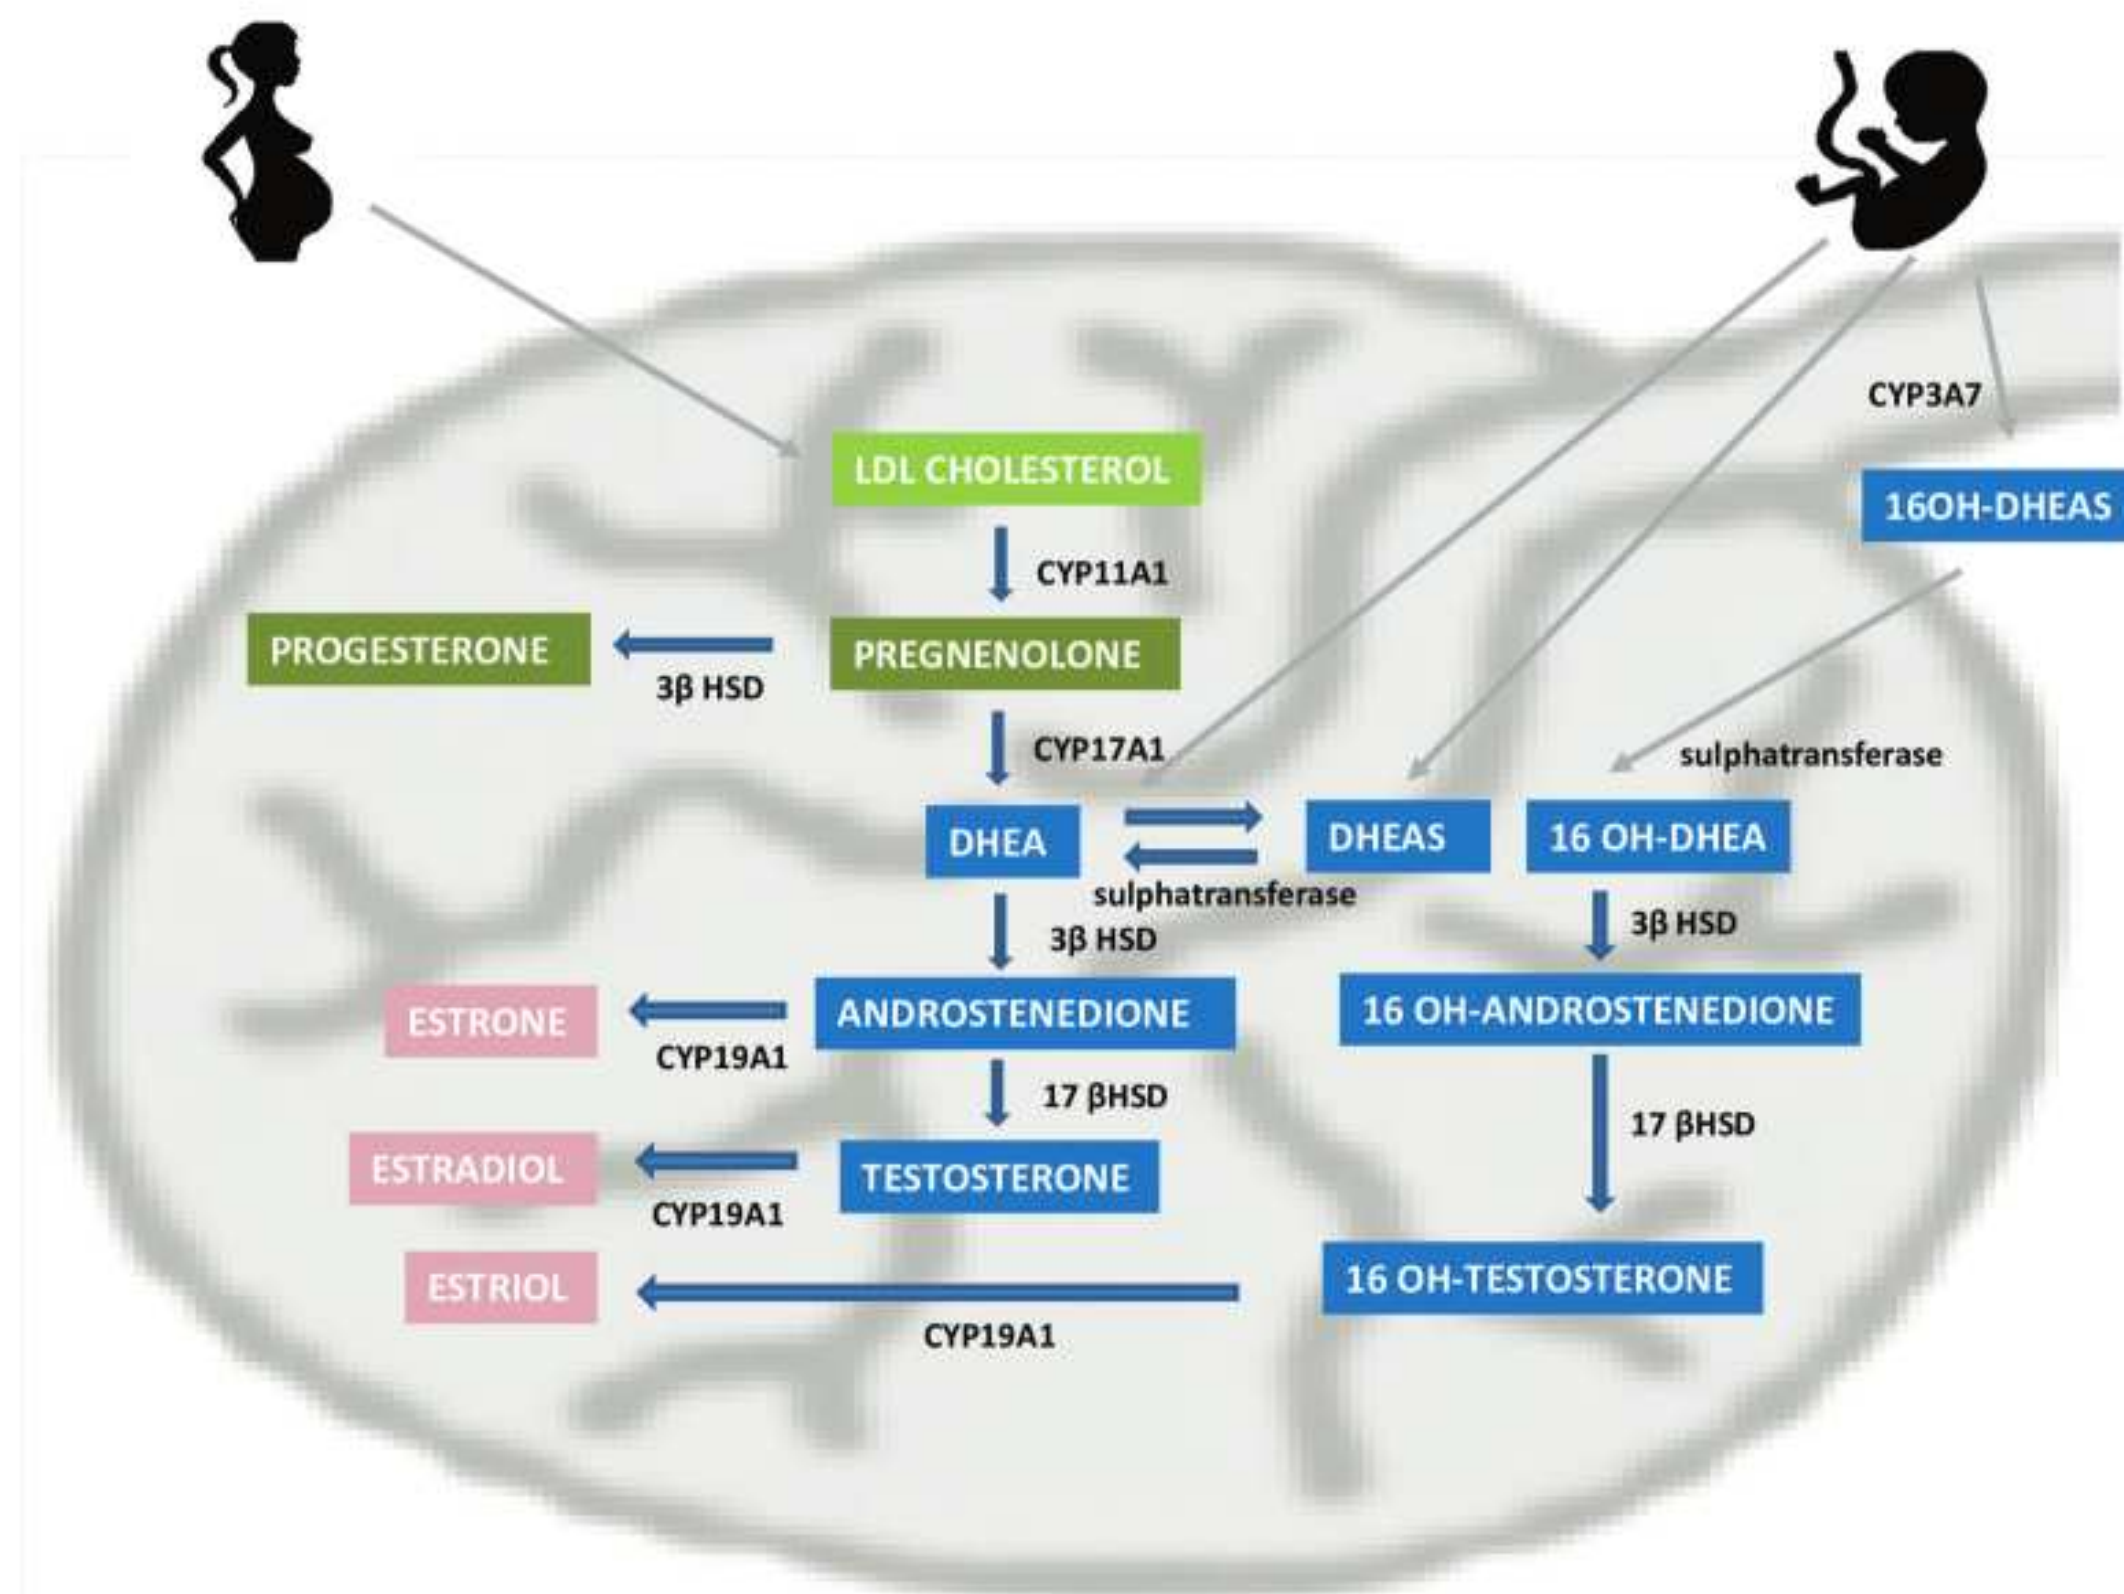 CYP3A7
LDL CHOLESTEROL
16OH-DHEAS
CYP11A1
PROGESTERONE
PREGNENOLONE
3β HSD
CYP17A1
sulphatransferase
DHEA
DHEAS
16 OH-DHEA
sulphatransferase
3β HSD
3β HSD
ESTRONE
ANDROSTENEDIONE
16 OH-ANDROSTENEDIONE
CYP19A1
17 βHSD
17 βHSD
ESTRADIOL
TESTOSTERONE
CYP19A1
ESTRIOL
16 OH-TESTOSTERONE
CYP19A1